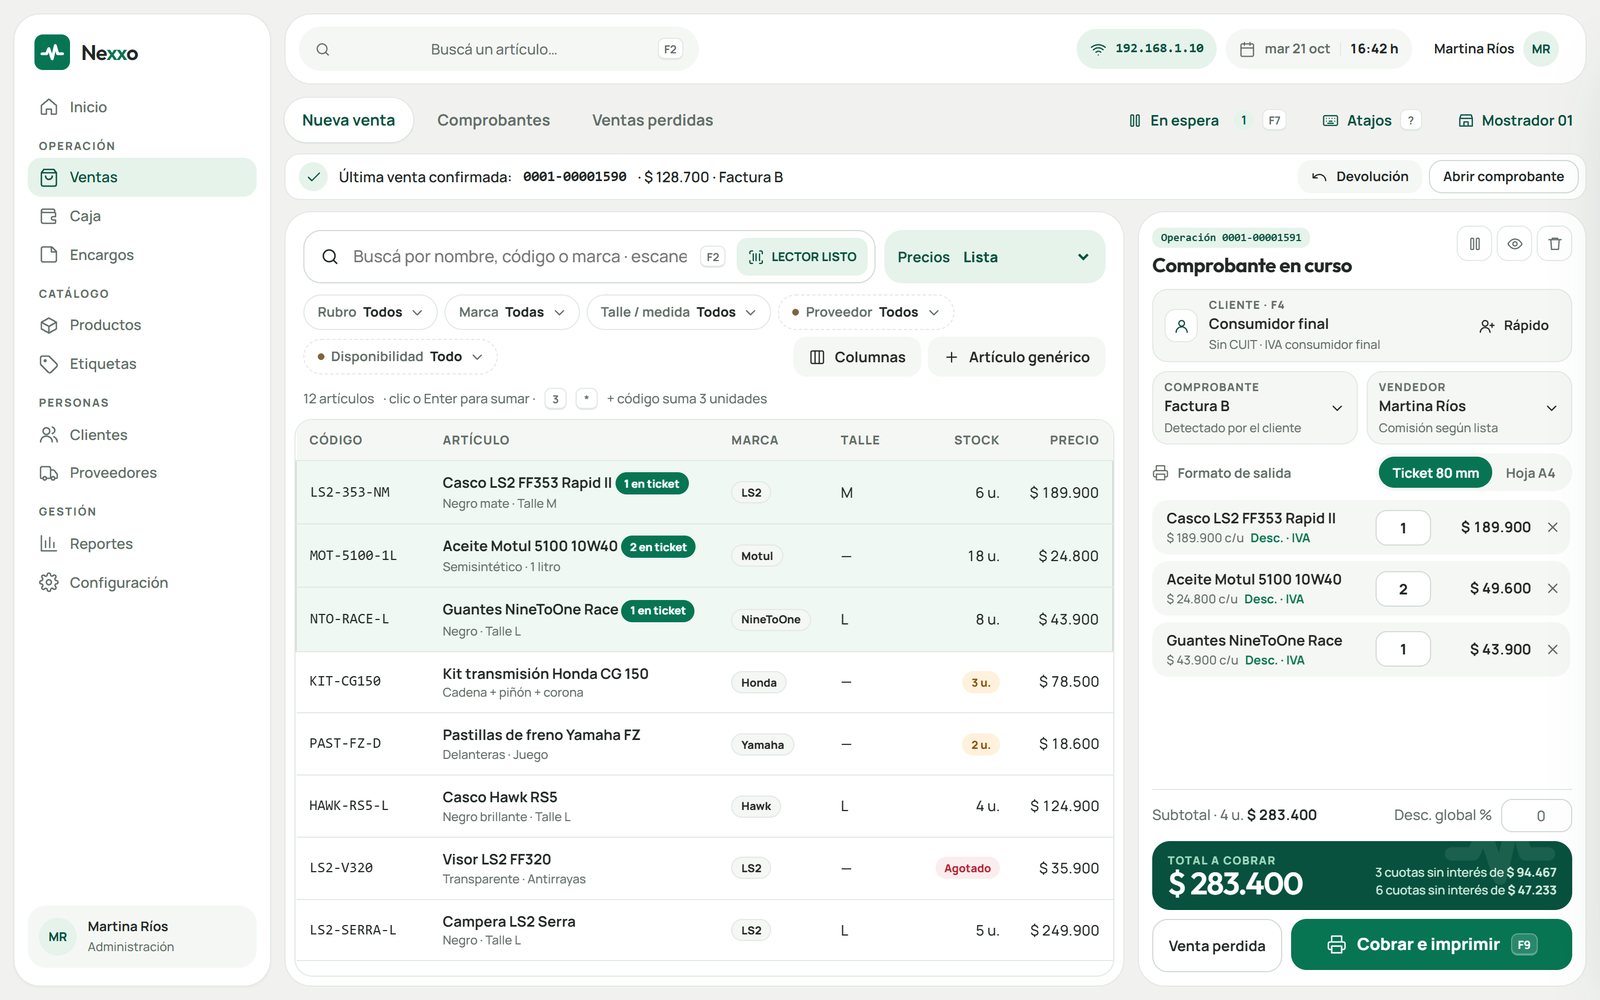 Nexxo
Inicio
OPERACIÓN
Ventas
Caja
Encargos
CATÁLOGO
Productos
Etiquetas
PERSONAS
Clientes
Proveedores
GESTIÓN
Reportes
Configuración
MR
Martina Ríos
Administración
Buscá un artículo... F2
192.168.1.10
mar 21 oct 16:42 h
Martina Ríos MR
Nueva venta Comprobantes Ventas perdidas
En espera 1 F7 Atajos ? Mostrador 01
Última venta confirmada: 0001-00001590 · $ 128.700 · Factura B
Devolución Abrir comprobante
Buscá por nombre, código o marca · escane F2 LECTOR LISTO
Precios Lista
Rubro Todos Marca Todas Talle / medida Todos Proveedor Todos
Disponibilidad Todo Columnas + Artículo genérico
12 artículos · clic o Enter para sumar · 3 * + código suma 3 unidades
CÓDIGO ARTÍCULO MARCA TALLE STOCK PRECIO
LS2-353-NM Casco LS2 FF353 Rapid II 1 en ticket LS2 M 6 u. $ 189.900
Negro mate · Talle M
MOT-5100-1L Aceite Motul 5100 10W40 2 en ticket Motul — 18 u. $ 24.800
Semisintético · 1 litro
NTO-RACE-L Guantes NineToOne Race 1 en ticket NineToOne L 8 u. $ 43.900
Negro · Talle L
KIT-CG150 Kit transmisión Honda CG 150 Honda — 3 u. $ 78.500
Cadena + piñón + corona
PAST-FZ-D Pastillas de freno Yamaha FZ Yamaha — 2 u. $ 18.600
Delanteras · Juego
HAWK-RS5-L Casco Hawk RS5 Hawk L 4 u. $ 124.900
Negro brillante · Talle L
LS2-V320 Visor LS2 FF320 LS2 — Agotado $ 35.900
Transparente · Antirrayas
LS2-SERRA-L Campera LS2 Serra LS2 L 5 u. $ 249.900
Negro · Talle L
Operación 0001-00001591
Comprobante en curso
CLIENTE · F4
Consumidor final
Sin CUIT · IVA consumidor final
Rápido
COMPROBANTE
Factura B
Detectado por el cliente
VENDEDOR
Martina Ríos
Comisión según lista
Formato de salida Ticket 80 mm Hoja A4
Casco LS2 FF353 Rapid II 1 $ 189.900 ×
$ 189.900 c/u Desc. · IVA
Aceite Motul 5100 10W40 2 $ 49.600 ×
$ 24.800 c/u Desc. · IVA
Guantes NineToOne Race 1 $ 43.900 ×
$ 43.900 c/u Desc. · IVA
Subtotal · 4 u. $ 283.400 Desc. global % 0
TOTAL A COBRAR
$ 283.400
3 cuotas sin interés de $ 94.467
6 cuotas sin interés de $ 47.233
Venta perdida Cobrar e imprimir F9